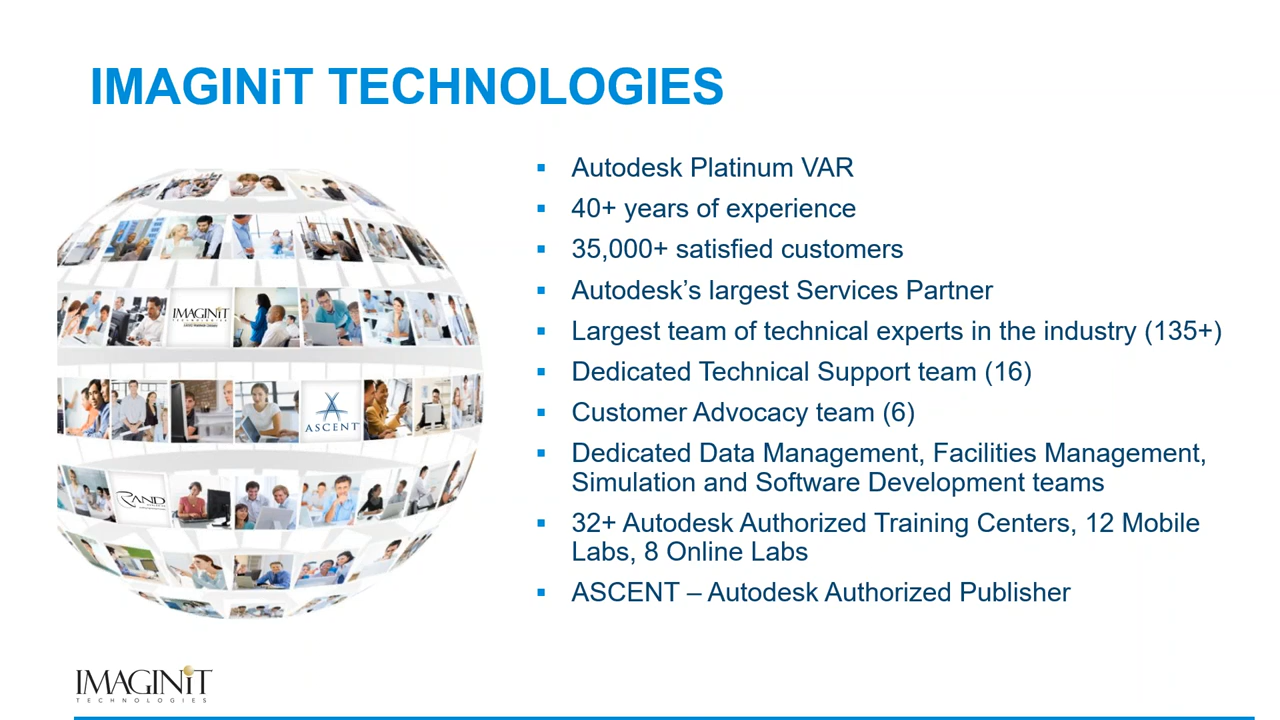 IMAGINiT TECHNOLOGIES
▪ Autodesk Platinum VAR
▪ 40+ years of experience
▪ 35,000+ satisfied customers
▪ Autodesk’s largest Services Partner
▪ Largest team of technical experts in the industry (135+)
▪ Dedicated Technical Support team (16)
▪ Customer Advocacy team (6)
▪ Dedicated Data Management, Facilities Management,
Simulation and Software Development teams
▪ 32+ Autodesk Authorized Training Centers, 12 Mobile
Labs, 8 Online Labs
▪ ASCENT – Autodesk Authorized Publisher
IMAGINiT
TECHNOLOGIES
ASCENT
RAND
IMAGINiT
TECHNOLOGIES